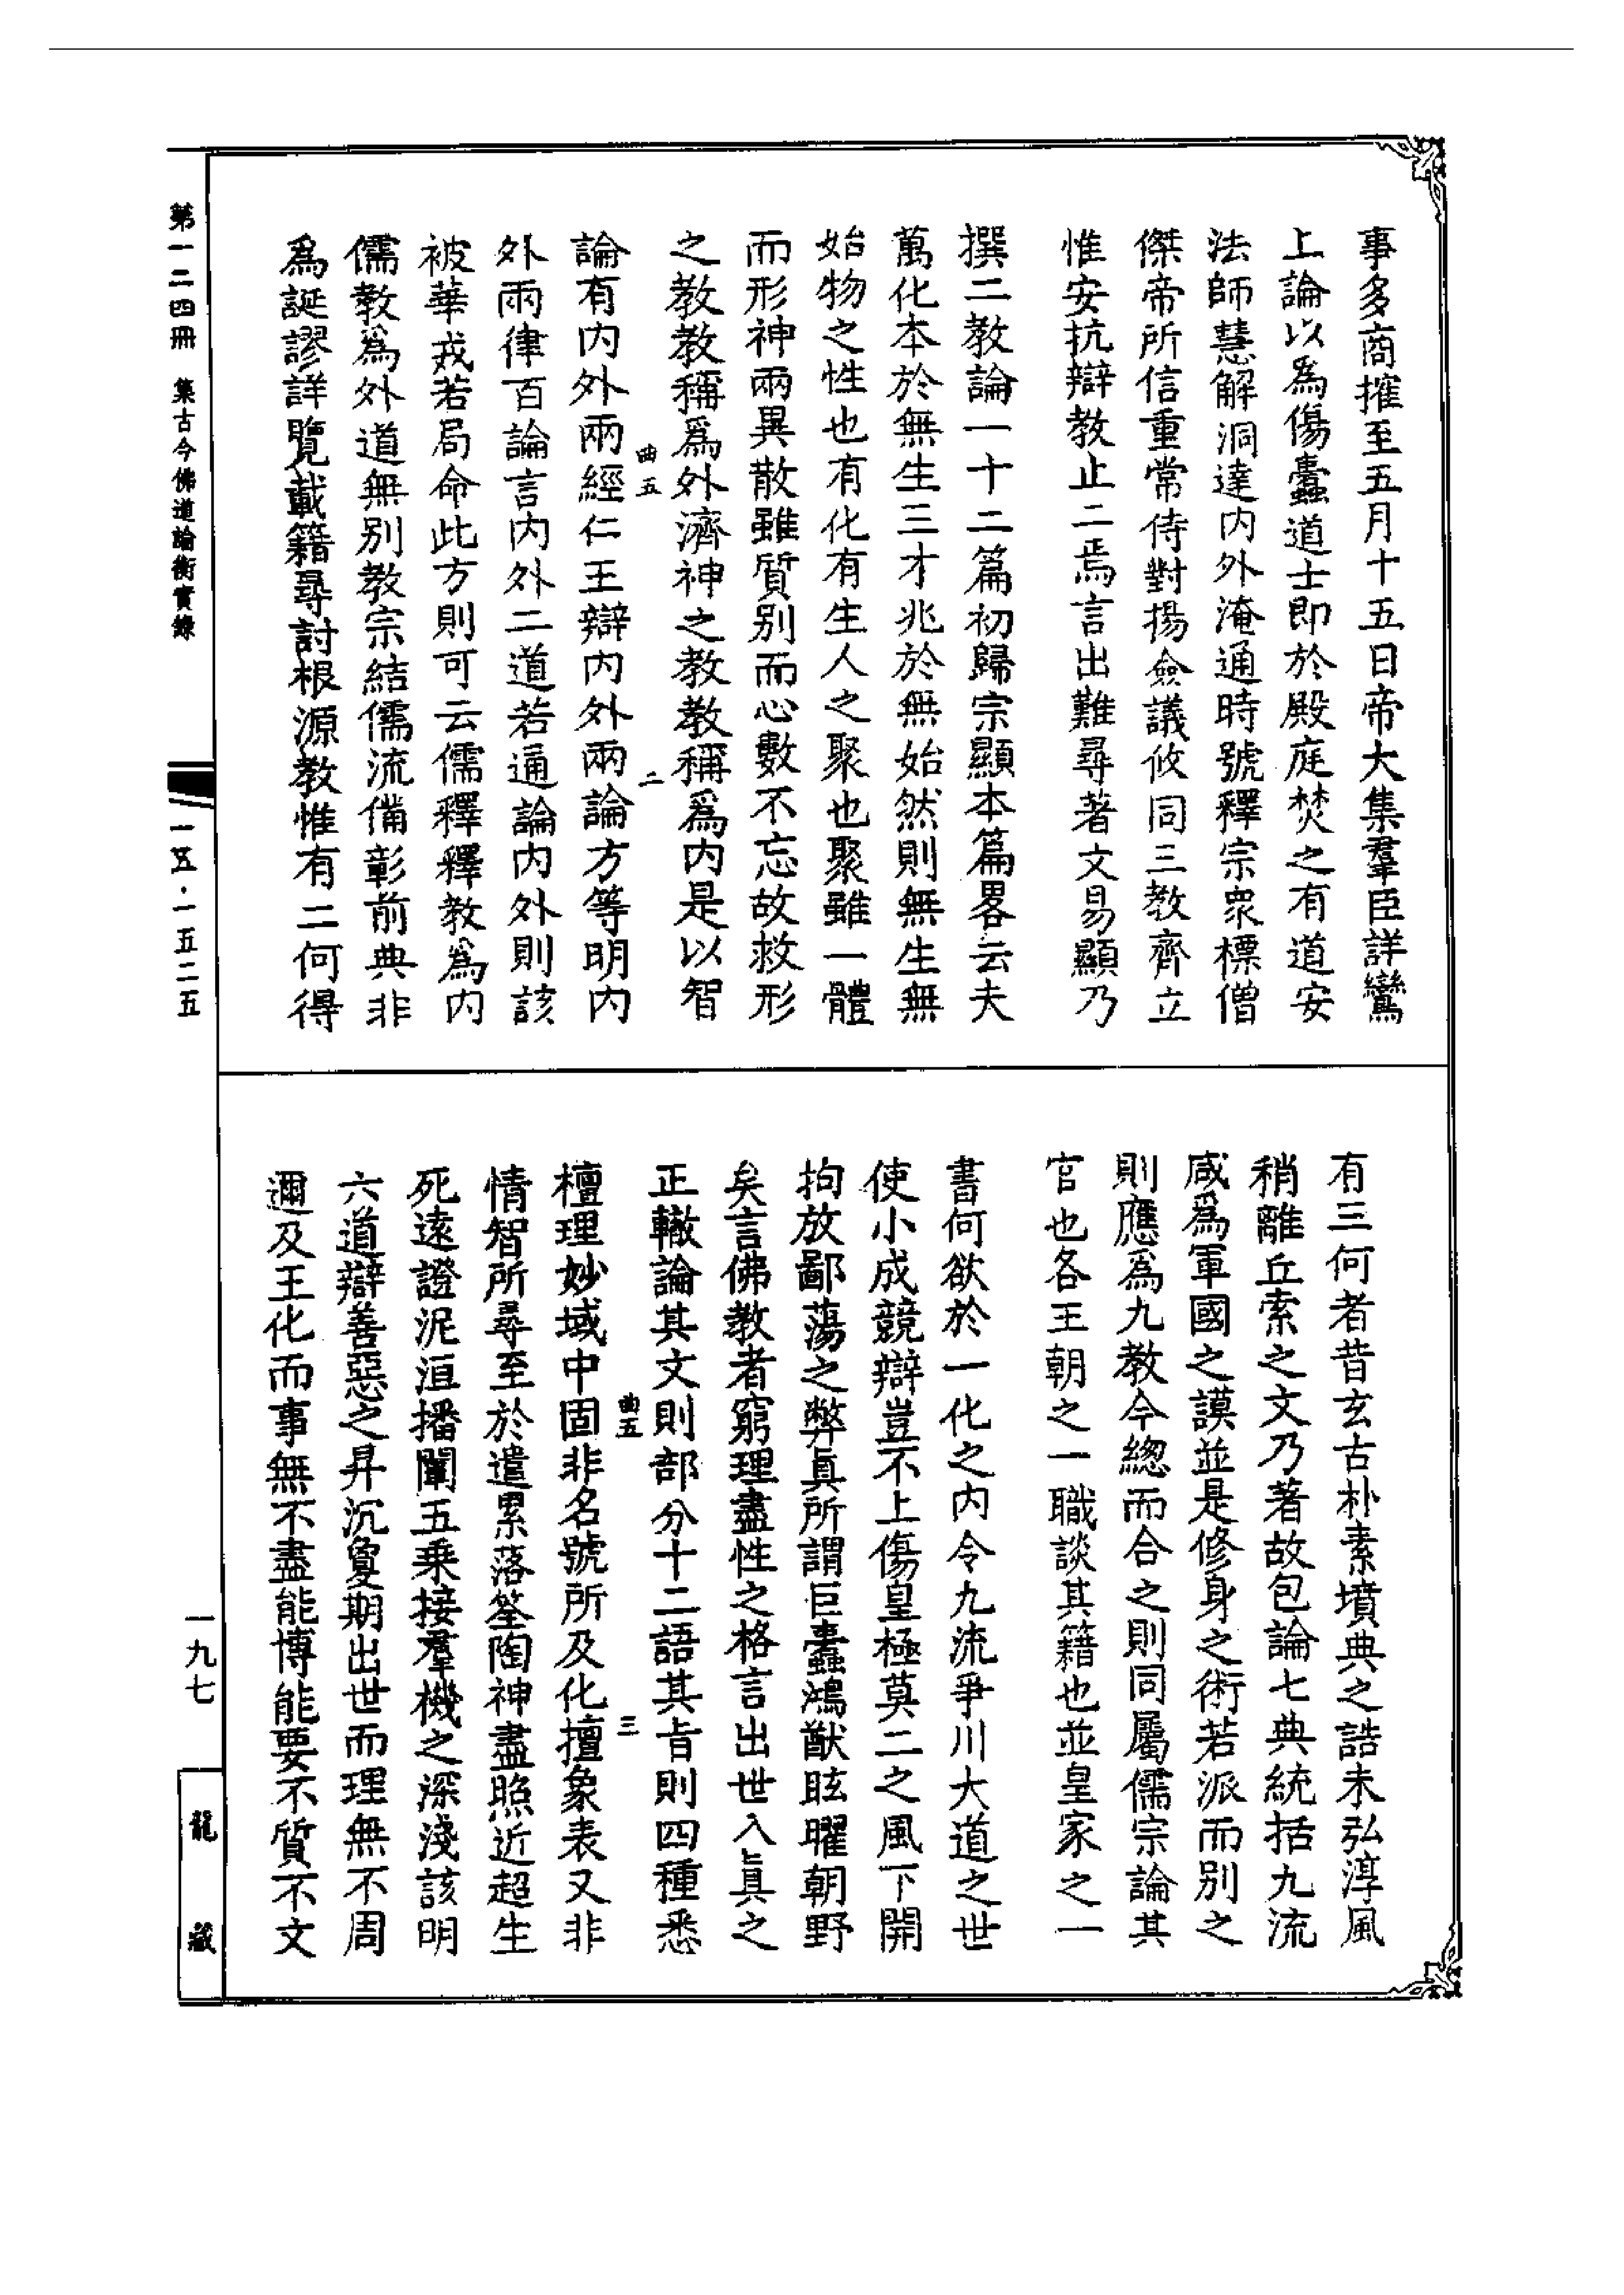 事多商搉至五月十五日帝大集羣臣詳鸞
上論以爲傷蠹道士即於殿庭焚之有道安
法師慧解洞達内外淹通時號釋宗衆標僧
傑帝所信重常侍對揚僉議攸同三教齊立
惟安抗辯教止二焉言出難尋著文易顯乃
撰二教論一十二篇初歸宗顯本篇畧云夫
萬化本於無生三才兆於無始然則無生無
始物之性也有化有生人之聚也聚雖一體
而形神兩異散雖質别而心數不忘故救形
之教教稱爲外濟神之教教稱爲内是以智
曲五 二
論有内外兩經仁王辯内外兩論方等明内
外兩律百論言内外二道若通論内外則該
被華戎若局命此方則可云儒釋釋教爲内
儒教爲外道無别教宗結儒流備彰前典非
爲誕謬詳覽載籍尋討根源教惟有二何得
有三何者昔玄古朴素墳典之誥未弘淳風
稍離丘索之文乃著故包論七典統括九流
咸爲軍國之謨並是修身之術若派而别之
則應爲九教今總而合之則同屬儒宗論其
官也各王朝之一職談其籍也並皇家之一
書何欲於一化之内令九流爭川大道之世
使小成競辯豈不上傷皇極莫二之風下開
拘放鄙蕩之弊眞所謂巨蠹鴻猷眩曜朝野
矣言佛教者窮理盡性之格言出世入眞之
正轍論其文則部分十二語其旨則四種悉
曲五 三
檀理妙域中固非名號所及化擅象表又非
情智所尋至於遣累落筌陶神盡照近超生
死遠證泥洹播闡五乘接羣機之深淺該明
六道辯善惡之昇沉夐期出世而理無不周
邇及王化而事無不盡能博能要不質不文
第一二四冊 集古今佛道論衡實錄
一五·一五二五
一九七
龍藏